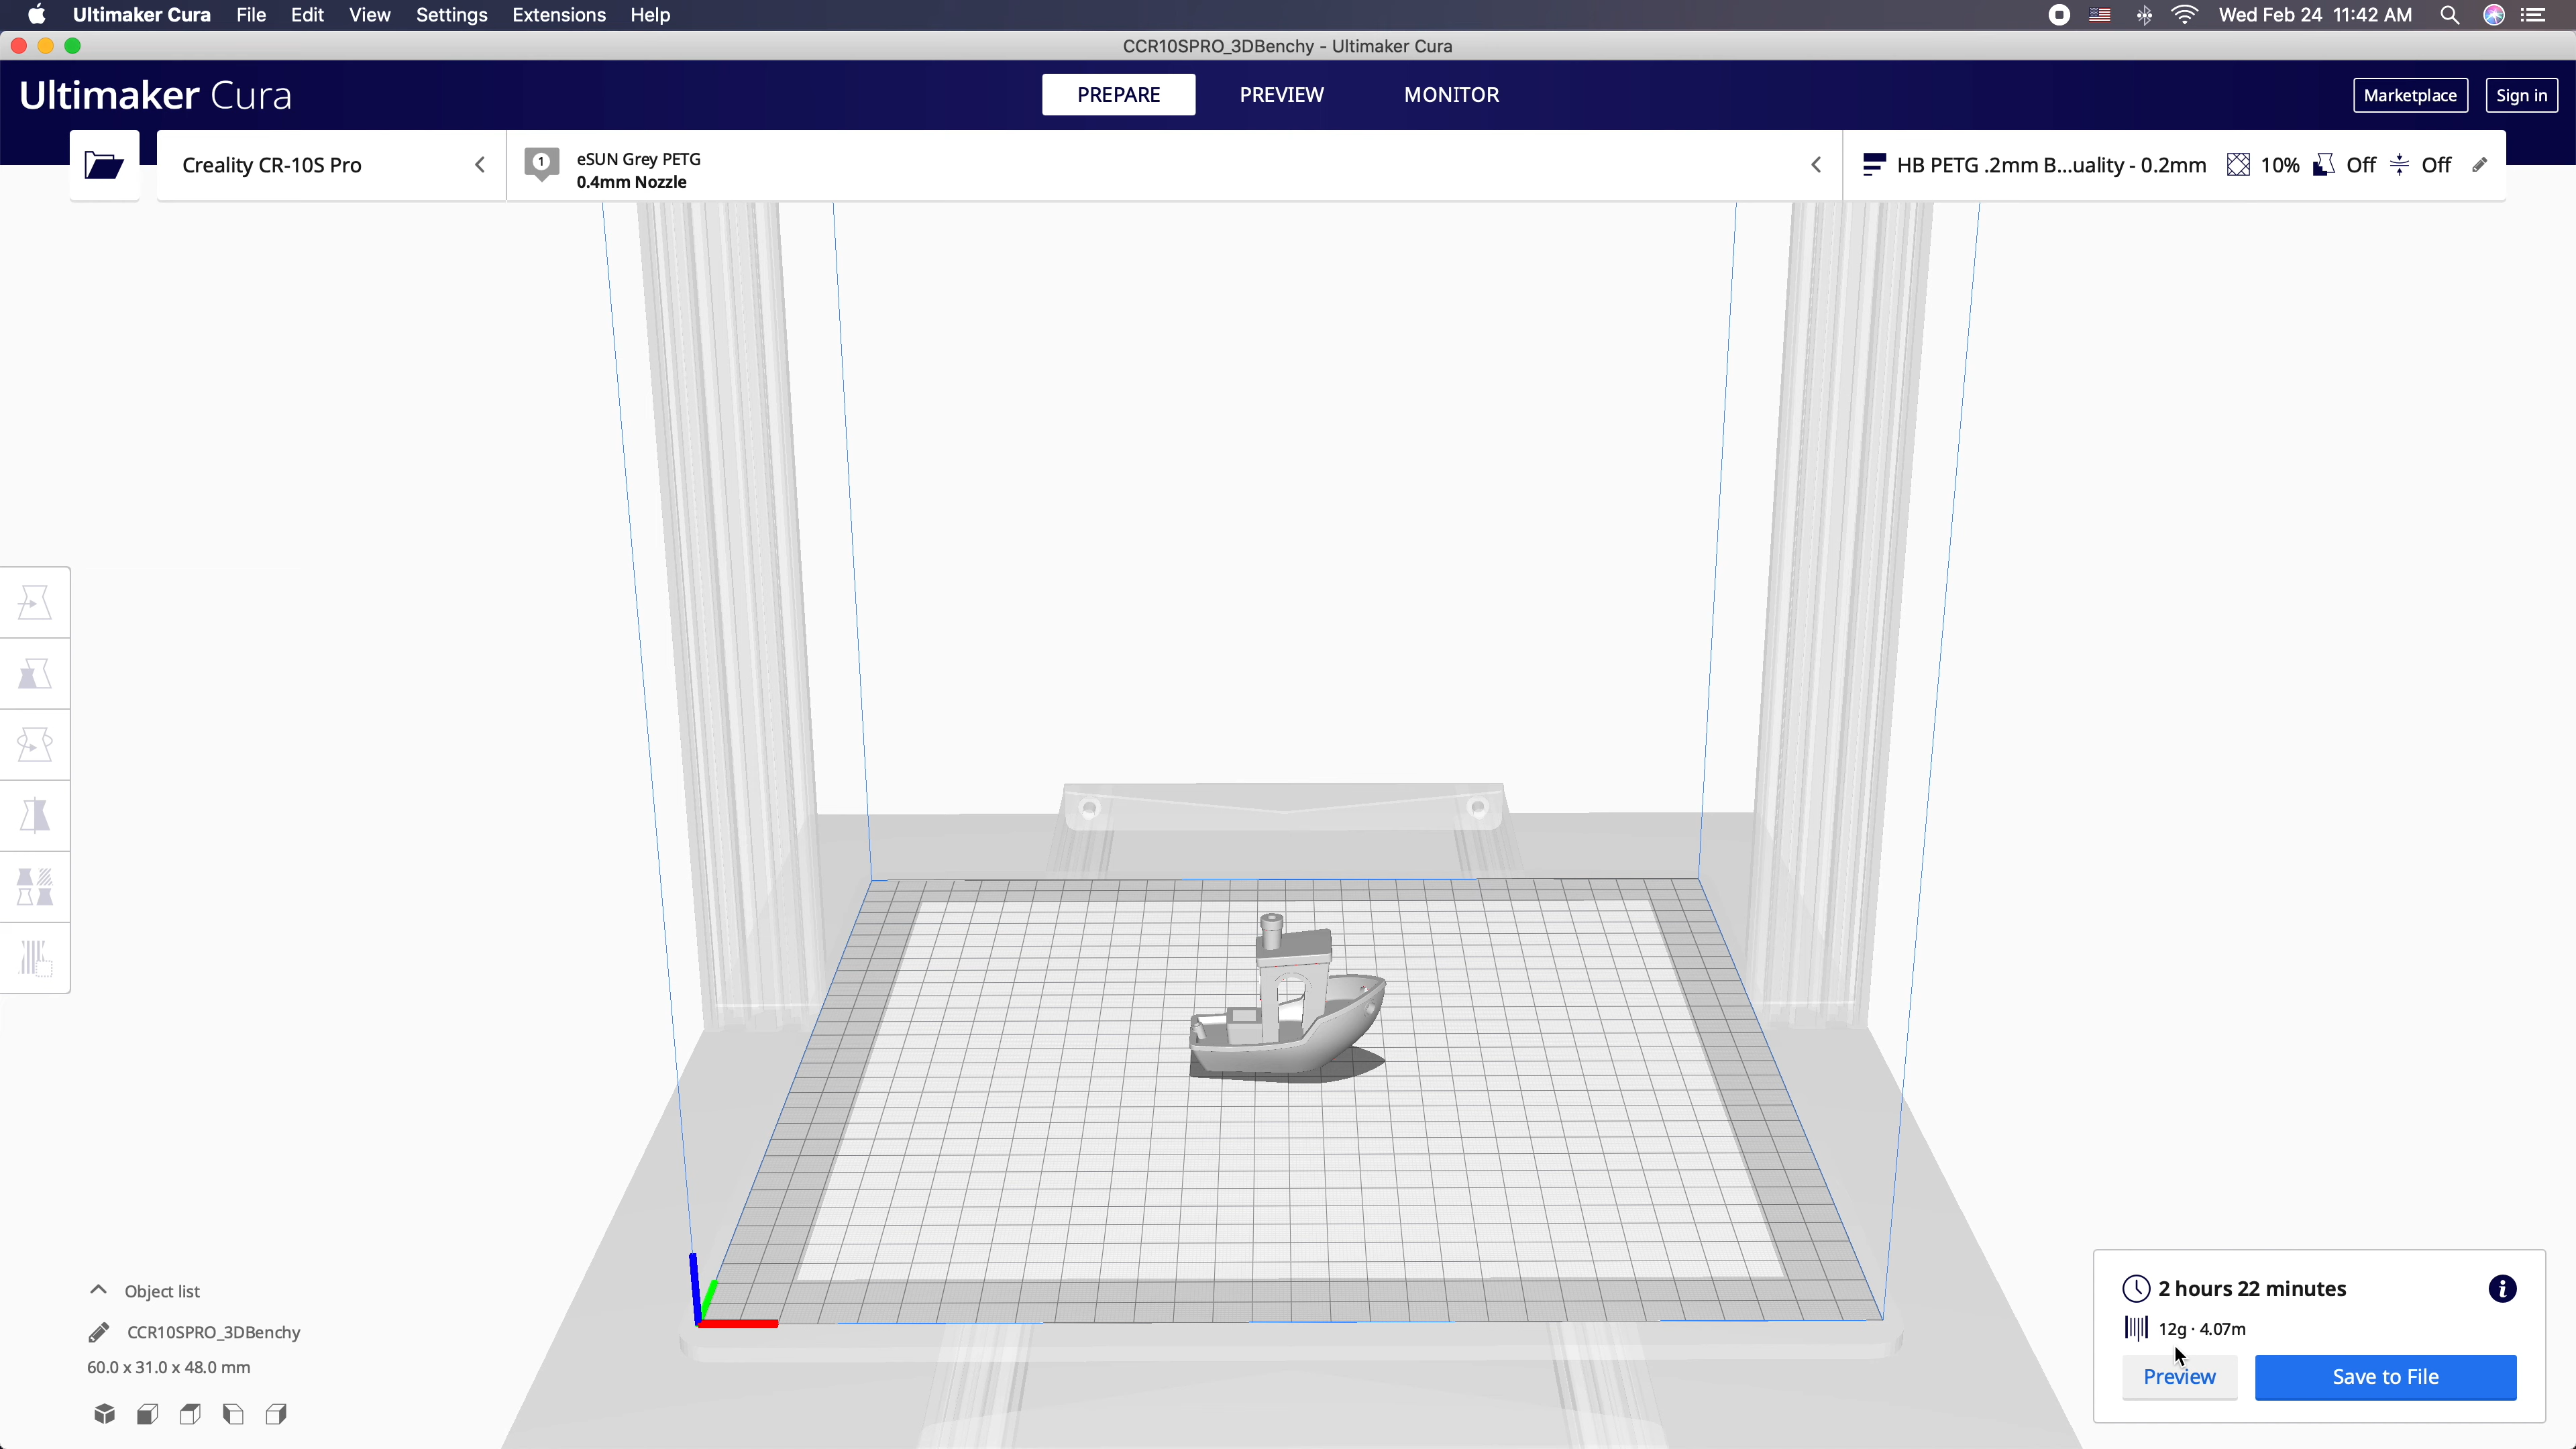 Ultimaker Cura File Edit View Settings Extensions Help Wed Feb 24 11:42 AM
CCR10SPRO_3DBenchy - Ultimaker Cura
Ultimaker Cura PREPARE PREVIEW MONITOR Marketplace Sign in
Creality CR-10S Pro
1
eSUN Grey PETG
0.4mm Nozzle
HB PETG .2mm B...uality - 0.2mm 10% Off Off
Object list
CCR10SPRO_3DBenchy
60.0 x 31.0 x 48.0 mm
2 hours 22 minutes
12g · 4.07m
Preview Save to File